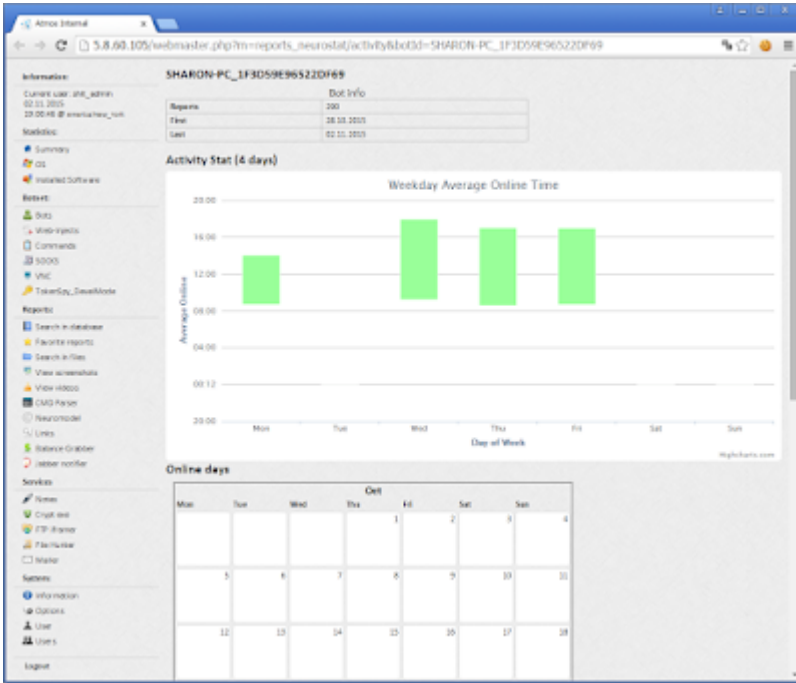 Atmos Internal
5.8.60.105/webmaster.php?m=reports_neurostat/activity&botId=SHARON-PC_1F3D59E96522DF69
Information:
Current user:
02.11.2015
Statistics:
Summary
OS
Installed Software
Botnet:
Bots
Web-Injects
Commands
SOCKS
VNC
TokenSpy_DevelMode
Reports:
Search in database
Favorite reports
Search in files
View screenshots
View videos
CMD Parser
Neuromodel
Links
Balance Grabber
Jabber notifier
Services
Notes
Crypt exe
FTP iframer
File Hunter
Mailer
System:
Information
Options
User
Users
Logout
SHARON-PC_1F3D59E96522DF69
Bot Info
Reports 200
First 28.10.2015
Last 02.11.2015
Activity Stat (4 days)
Weekday Average Online Time
Average Online
20:00
16:00
12:00
08:00
04:00
00:12
20:00
Mon Tue Wed Thu Fri Sat Sun
Day of Week
Highcharts.com
Online days
Oct
Mon Tue Wed Thu Fri Sat Sun
1 2 3 4
5 6 7 8 9 10 11
12 13 14 15 16 17 18